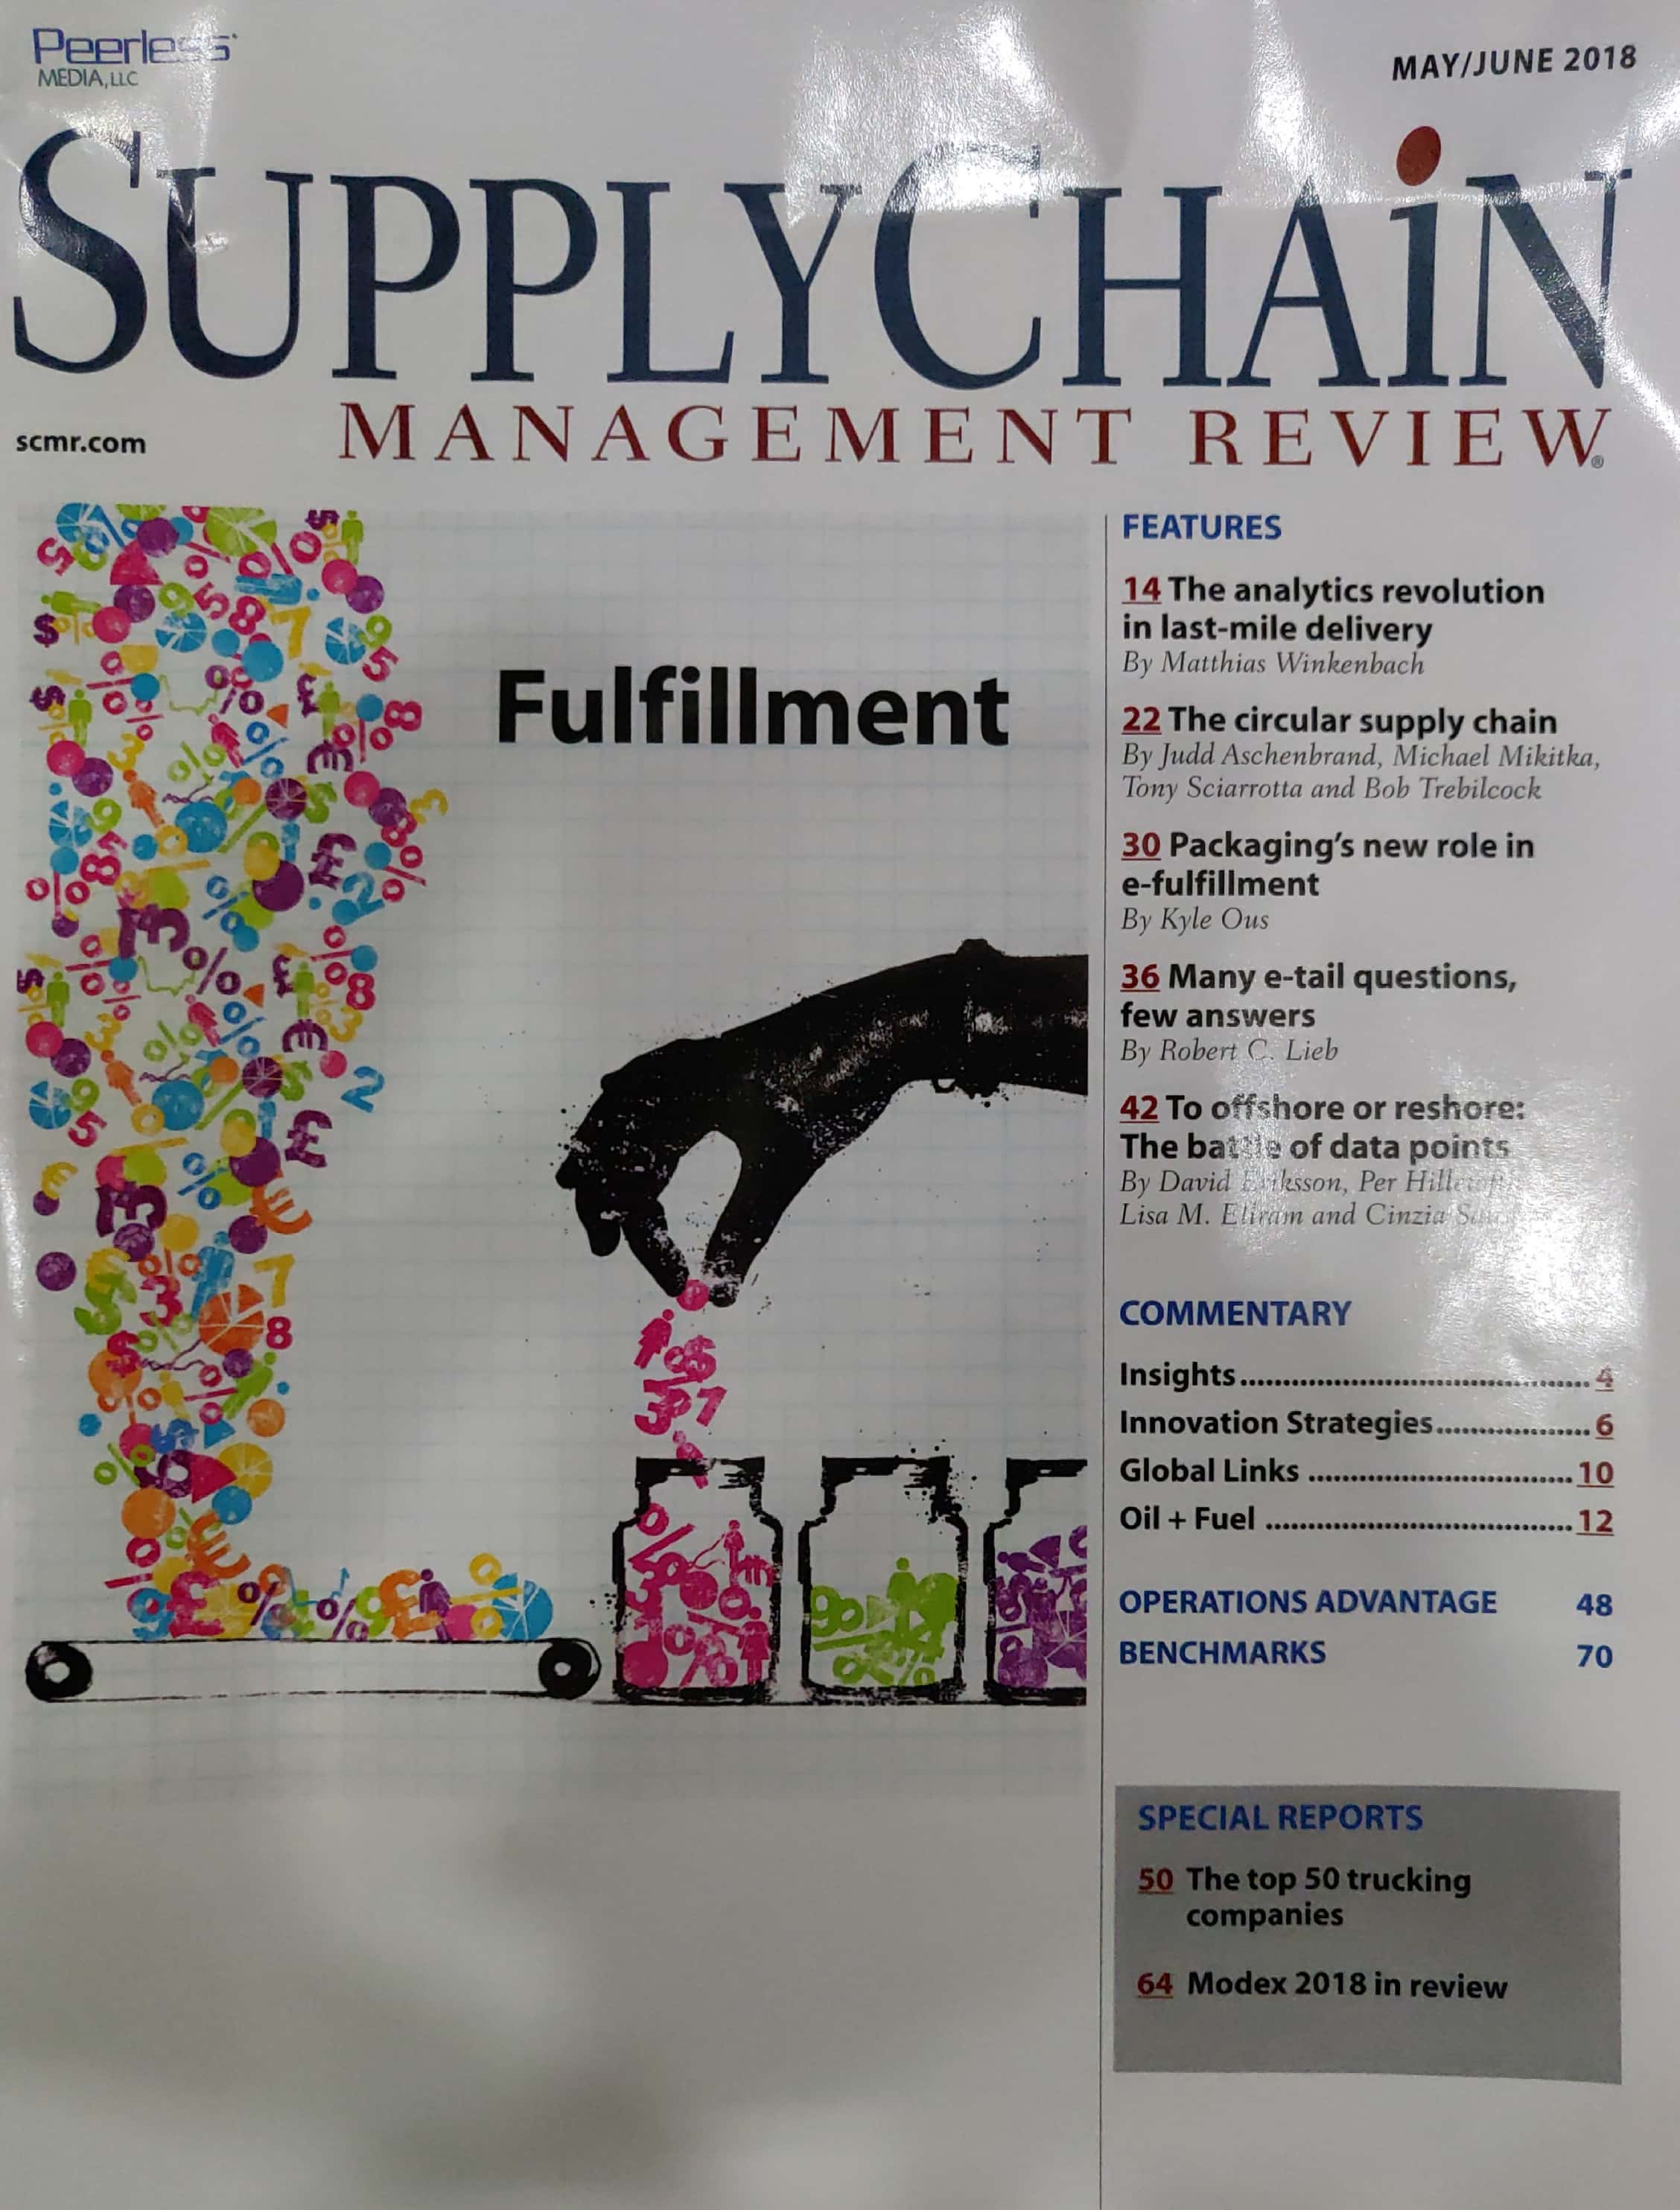 Peerless
MEDIA, LLC
MAY/JUNE 2018
SUPPLYCHAiN
MANAGEMENT REVIEW®
scmr.com
Fulfillment
FEATURES
14 The analytics revolution
in last-mile delivery
By Matthias Winkenbach
22 The circular supply chain
By Judd Aschenbrand, Michael Mikitka,
Tony Sciarrotta and Bob Trebilcock
30 Packaging's new role in
e-fulfillment
By Kyle Ous
36 Many e-tail questions,
few answers
By Robert C. Lieb
42 To offshore or reshore:
The battle of data points
By David Eriksson, Per
Lisa M. Ellram and Cinzia
COMMENTARY
Insights 4
Innovation Strategies 6
Global Links 10
Oil + Fuel 12
OPERATIONS ADVANTAGE 48
BENCHMARKS 70
SPECIAL REPORTS
50 The top 50 trucking
companies
64 Modex 2018 in review